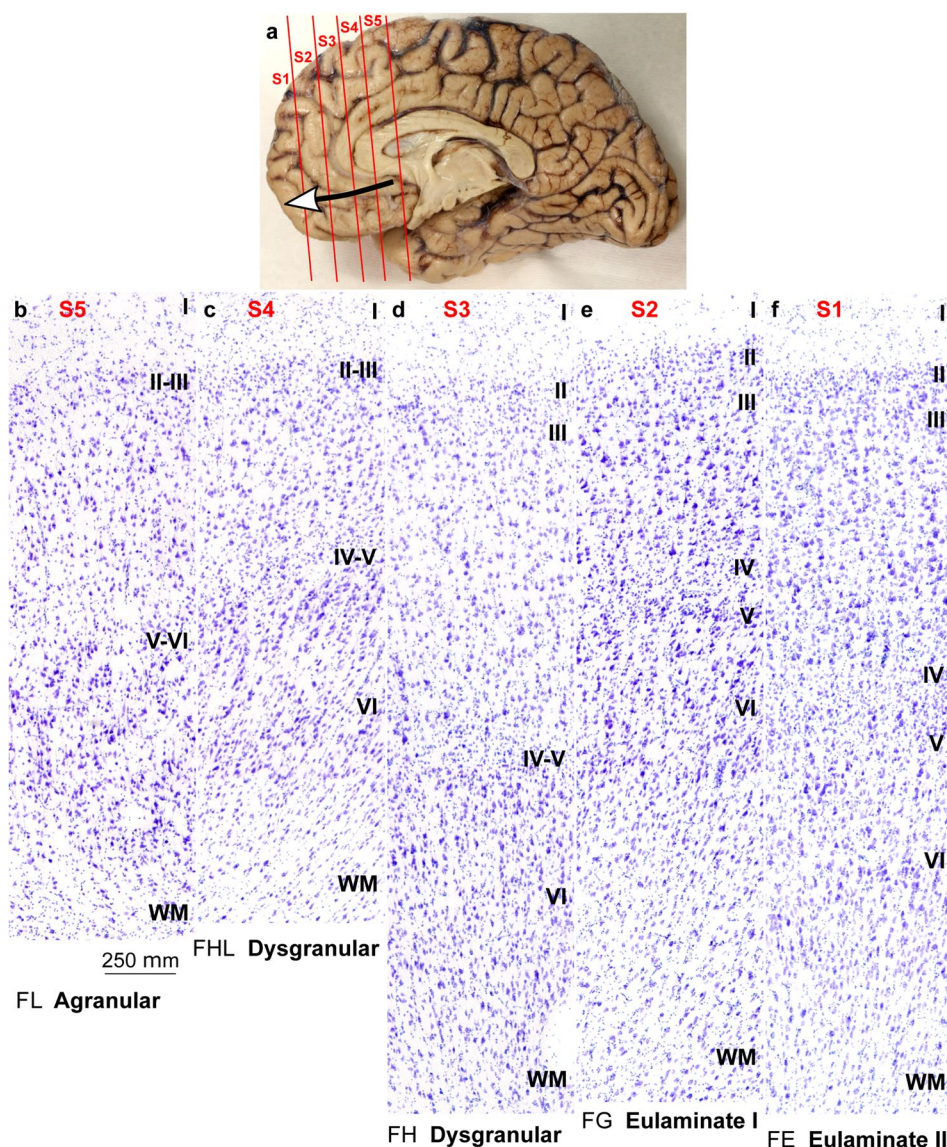 a
S1
S2
S3
S4
S5
b S5 I
II-III
V-VI
WM
250 mm
FL Agranular
c S4 I
II-III
IV-V
VI
WM
FHL Dysgranular
d S3 I
II
III
IV-V
VI
WM
FH Dysgranular
e S2 I
II
III
IV
V
VI
WM
FG Eulaminate I
f S1 I
II
III
IV
V
VI
WM
FE Eulaminate II